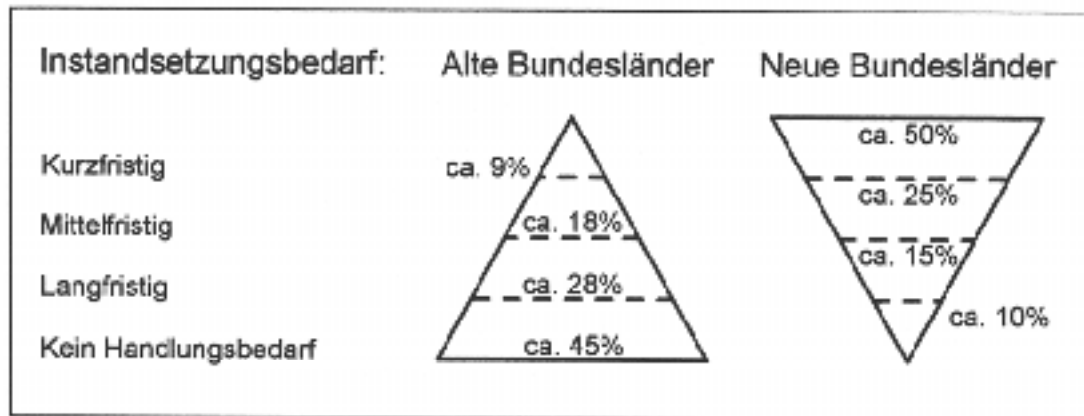 Instandsetzungsbedarf: Alte Bundesländer Neue Bundesländer
Kurzfristig ca. 9% ca. 50%
Mittelfristig ca. 18% ca. 25%
Langfristig ca. 28% ca. 15%
Kein Handlungsbedarf ca. 45% ca. 10%